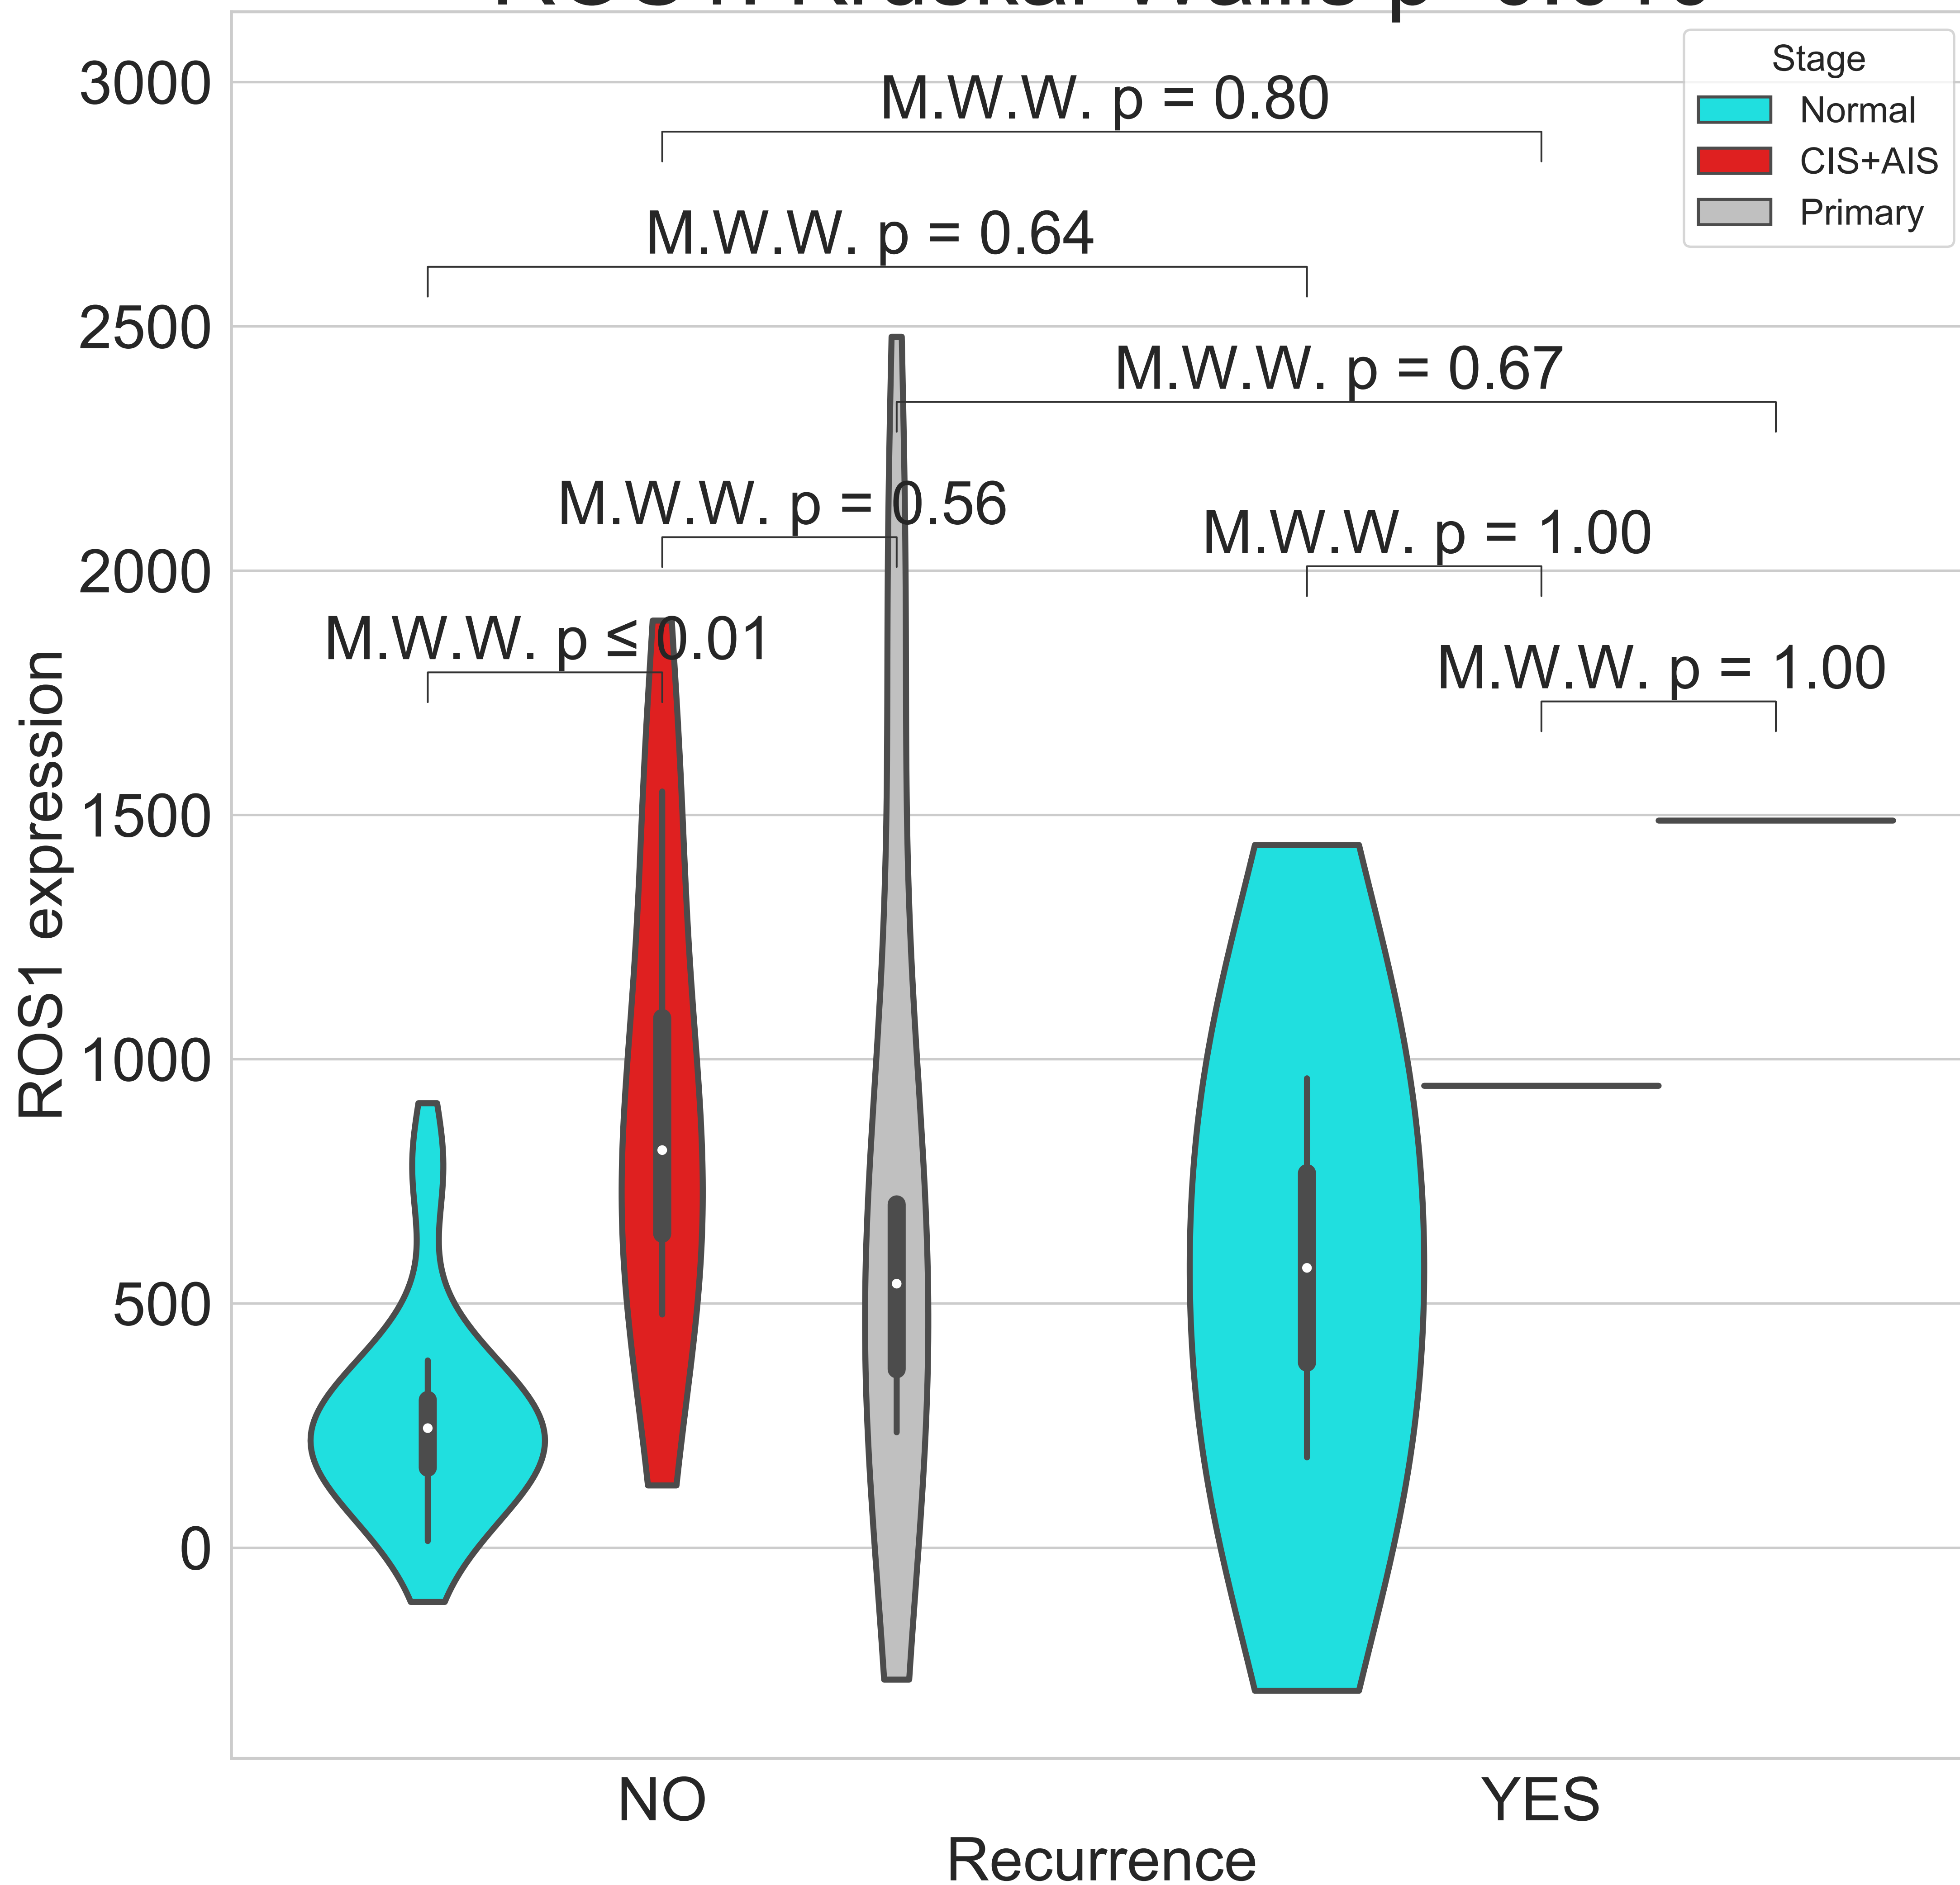 3000
2500
2000
1500
1000
500
0
ROS1 expression
M.W.W. p = 0.80
M.W.W. p = 0.64
M.W.W. p = 0.67
M.W.W. p = 0.56
M.W.W. p = 1.00
M.W.W. p ≤ 0.01
M.W.W. p = 1.00
Stage
Normal
CIS+AIS
Primary
NO
YES
Recurrence